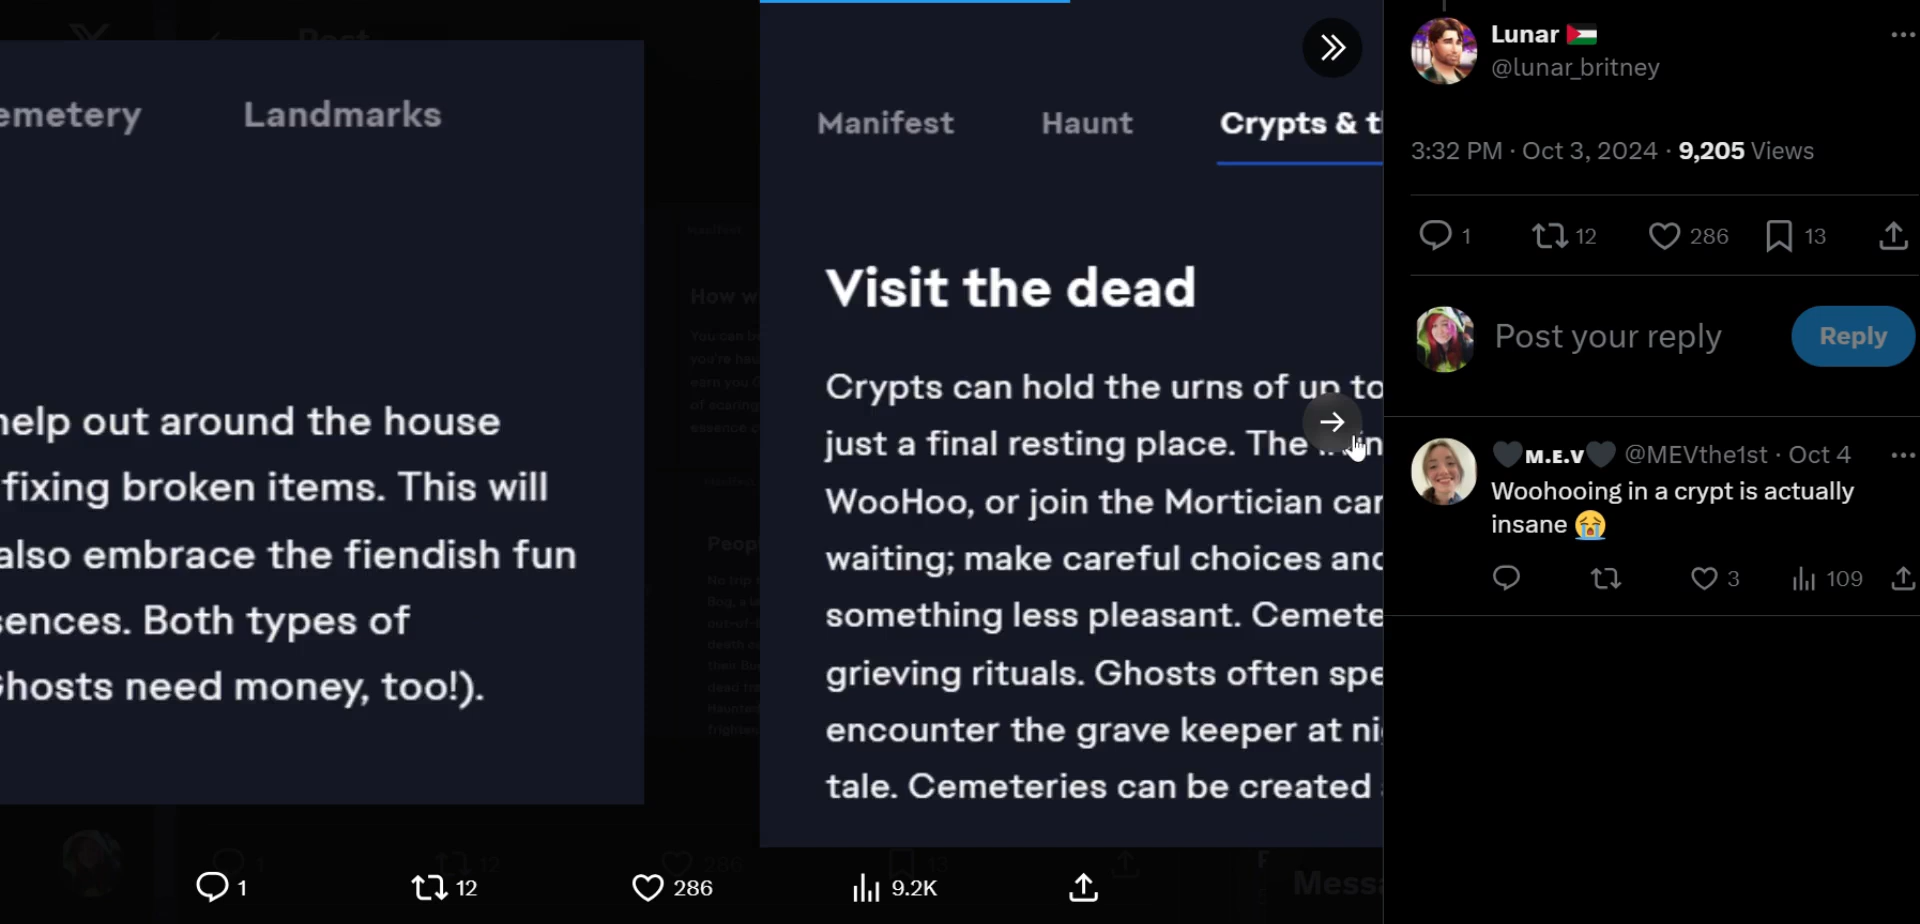 Post
emetery Landmarks
help out around the house
fixing broken items. This will
also embrace the fiendish fun
sences. Both types of
Ghosts need money, too!).
Manifest Haunt Crypts & t
Visit the dead
Crypts can hold the urns of up to
just a final resting place. The
WooHoo, or join the Mortician car
waiting; make careful choices and
something less pleasant. Cemete
grieving rituals. Ghosts often spe
encounter the grave keeper at ni
tale. Cemeteries can be created
1 12 286 9.2K
Lunar 🇵🇸
@lunar_britney
3:32 PM · Oct 3, 2024 · 9,205 Views
1 12 286 13
Post your reply Reply
🖤M.E.V🖤 @MEVthe1st · Oct 4
Woohooing in a crypt is actually
insane 😭
3 109